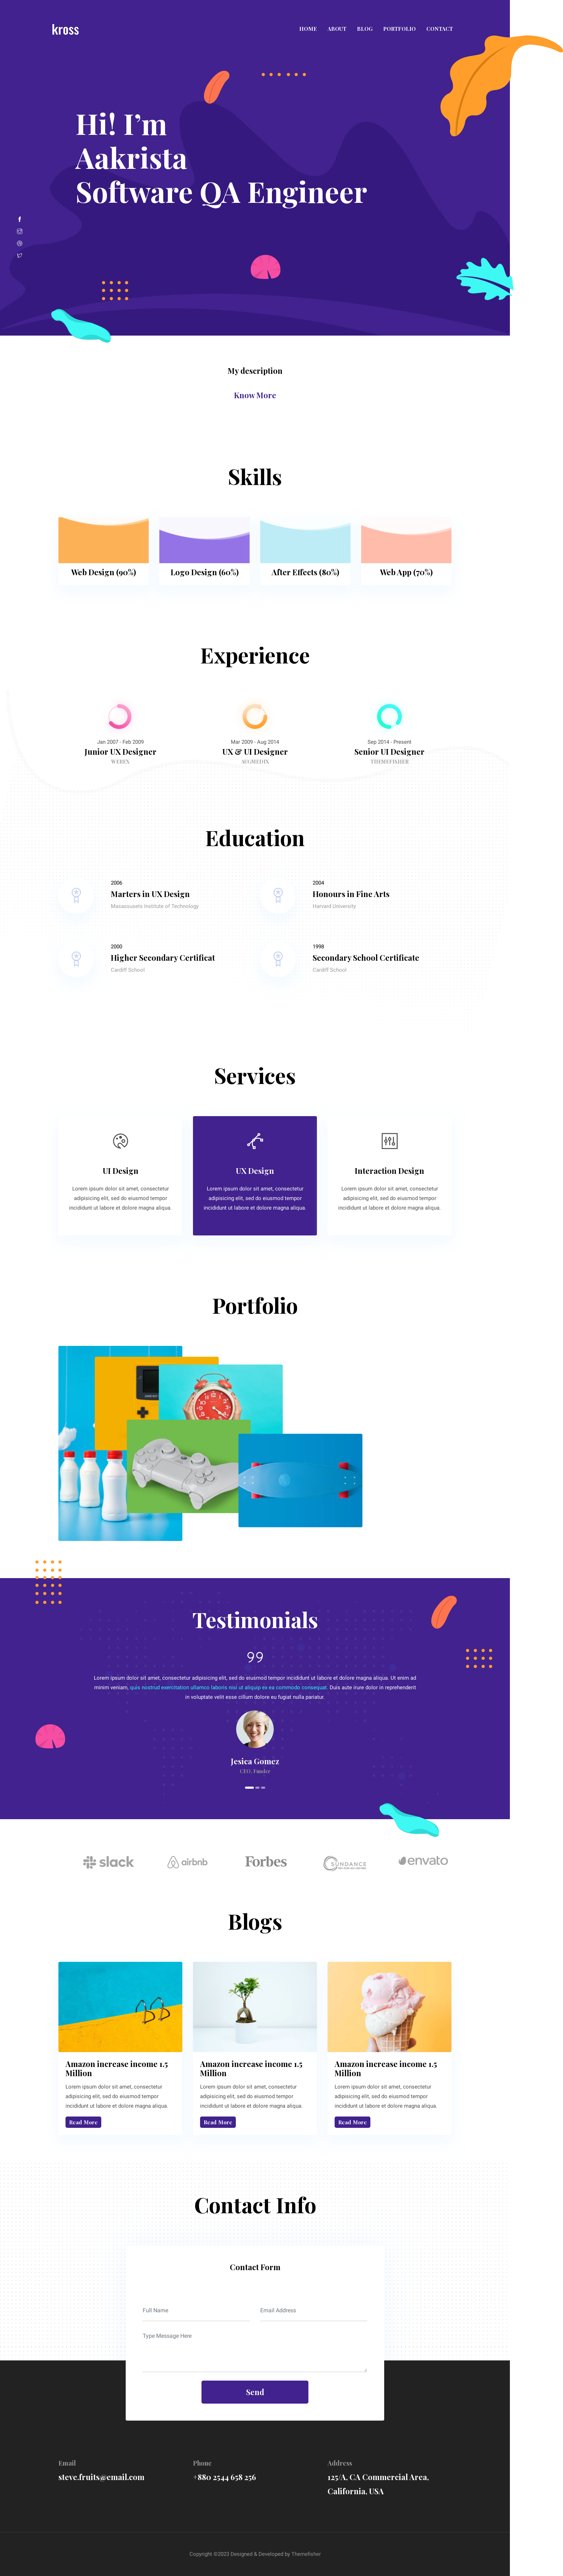 kross
HOME ABOUT BLOG PORTFOLIO CONTACT
Hi! I'm
Aakrista
Software QA Engineer
My description
Know More
Skills
Web Design (90%)
Logo Design (60%)
After Effects (80%)
Web App (70%)
Experience
Jan 2007 - Feb 2009
Junior UX Designer
WEBEX
Mar 2009 - Aug 2014
UX & UI Designer
AUGMEDIX
Sep 2014 - Present
Senior UI Designer
THEMEFISHER
Education
2006
Marters in UX Design
Masassusets Institute of Technology
2004
Honours in Fine Arts
Harvard University
2000
Higher Secondary Certificat
Cardiff School
1998
Secondary School Certificate
Cardiff School
Services
UI Design
Lorem ipsum dolor sit amet, consectetur
adipisicing elit, sed do eiusmod tempor
incididunt ut labore et dolore magna aliqua.
UX Design
Lorem ipsum dolor sit amet, consectetur
adipisicing elit, sed do eiusmod tempor
incididunt ut labore et dolore magna aliqua.
Interaction Design
Lorem ipsum dolor sit amet, consectetur
adipisicing elit, sed do eiusmod tempor
incididunt ut labore et dolore magna aliqua.
Portfolio
Testimonials
Lorem ipsum dolor sit amet, consectetur adipisicing elit, sed do eiusmod tempor incididunt ut labore et dolore magna aliqua. Ut enim ad
minim veniam, quis nostrud exercitation ullamco laboris nisi ut aliquip ex ea commodo consequat. Duis aute irure dolor in reprehenderit
in voluptate velit esse cillum dolore eu fugiat nulla pariatur.
Jesica Gomez
CEO, Funder
slack
airbnb
Forbes
SUNDANCE
envato
Blogs
Amazon increase income 1.5
Million
Lorem ipsum dolor sit amet, consectetur
adipisicing elit, sed do eiusmod tempor
incididunt ut labore et dolore magna aliqua.
Read More
Amazon increase income 1.5
Million
Lorem ipsum dolor sit amet, consectetur
adipisicing elit, sed do eiusmod tempor
incididunt ut labore et dolore magna aliqua.
Read More
Amazon increase income 1.5
Million
Lorem ipsum dolor sit amet, consectetur
adipisicing elit, sed do eiusmod tempor
incididunt ut labore et dolore magna aliqua.
Read More
Contact Info
Contact Form
Full Name
Email Address
Type Message Here
Send
Email
steve.fruits@email.com
Phone
+880 2544 658 256
Address
125/A, CA Commercial Area,
California, USA
Copyright ©2023 Designed & Developed by Themefisher